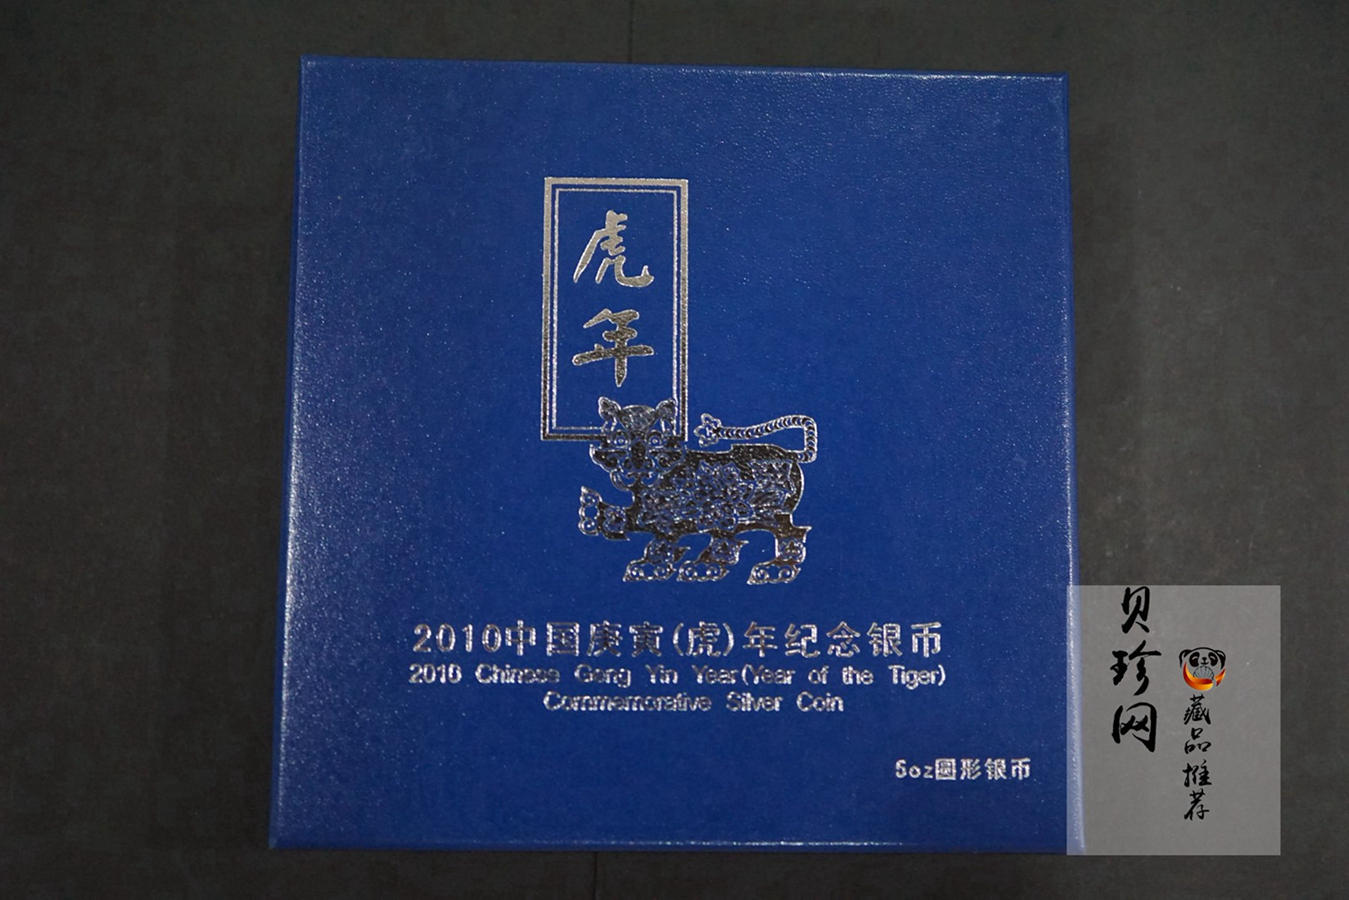 虎年
2010中国庚寅(虎)年纪念银币
2010 Chinese Geng Yin Year(Year of the Tiger)
Commemorative Silver Coin
5oz圆形银币
贝珍网
藏品推荐